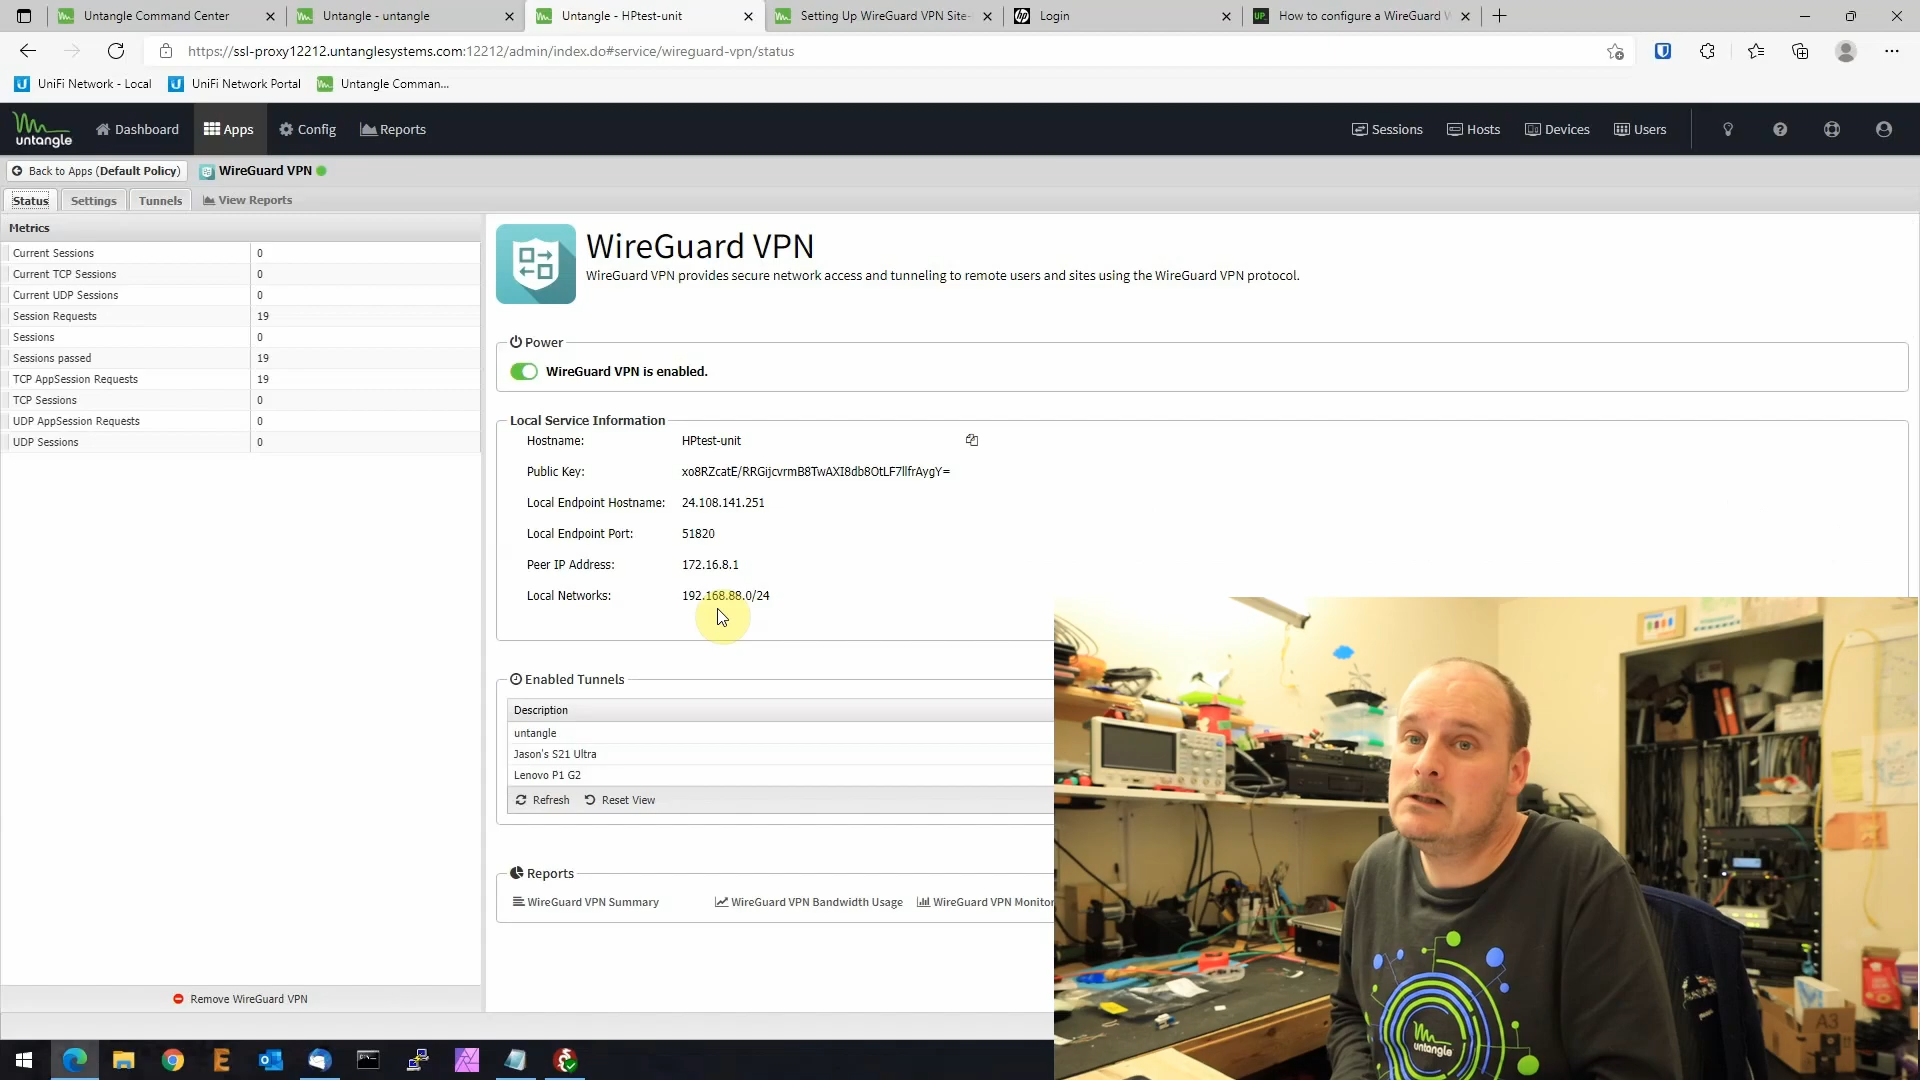 Untangle Command Center
Untangle - untangle
Untangle - HPtest-unit
Setting Up WireGuard VPN Site-
Login
How to configure a WireGuard V
https://ssl-proxy12212.untanglesystems.com:12212/admin/index.do#service/wireguard-vpn/status
UniFi Network - Local
UniFi Network Portal
Untangle Comman...
untangle
Dashboard
Apps
Config
Reports
Sessions
Hosts
Devices
Users
Back to Apps (Default Policy)
WireGuard VPN
Status
Settings
Tunnels
View Reports
Metrics
Current Sessions 0
Current TCP Sessions 0
Current UDP Sessions 0
Session Requests 19
Sessions 0
Sessions passed 19
TCP AppSession Requests 19
TCP Sessions 0
UDP AppSession Requests 0
UDP Sessions 0
Remove WireGuard VPN
WireGuard VPN
WireGuard VPN provides secure network access and tunneling to remote users and sites using the WireGuard VPN protocol.
Power
WireGuard VPN is enabled.
Local Service Information
Hostname: HPtest-unit
Public Key: xo8RZcatE/RRGijcvrmB8TwAXI8db8OtLF7llfrAygY=
Local Endpoint Hostname: 24.108.141.251
Local Endpoint Port: 51820
Peer IP Address: 172.16.8.1
Local Networks: 192.168.88.0/24
Enabled Tunnels
Description
untangle
Jason's S21 Ultra
Lenovo P1 G2
Refresh
Reset View
Reports
WireGuard VPN Summary
WireGuard VPN Bandwidth Usage
WireGuard VPN Monitor
untangle
A3